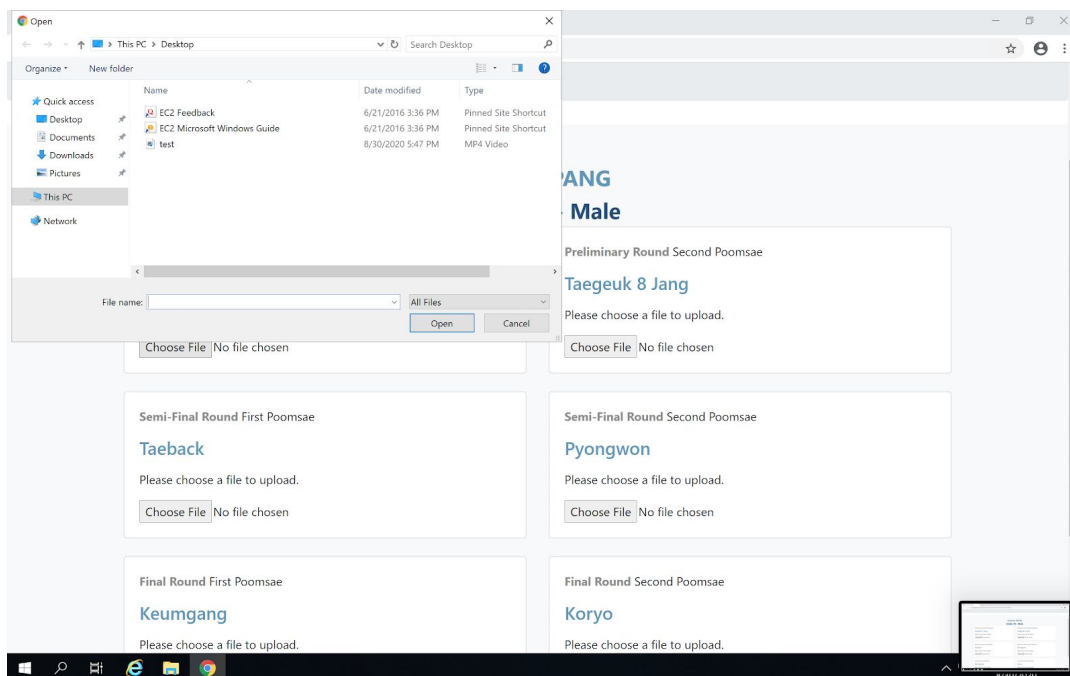 Open
This PC > Desktop
Search Desktop
Organize
New folder
Name
Date modified
Type
Quick access
Desktop
Documents
Downloads
Pictures
This PC
Network
EC2 Feedback 6/21/2016 3:36 PM Pinned Site Shortcut
EC2 Microsoft Windows Guide 6/21/2016 3:36 PM Pinned Site Shortcut
test 8/30/2020 5:47 PM MP4 Video
File name:
All Files
Open
Cancel
PANG
- Male
Choose File No file chosen
Preliminary Round Second Poomsae
Taegeuk 8 Jang
Please choose a file to upload.
Choose File No file chosen
Semi-Final Round First Poomsae
Taeback
Please choose a file to upload.
Choose File No file chosen
Semi-Final Round Second Poomsae
Pyongwon
Please choose a file to upload.
Choose File No file chosen
Final Round First Poomsae
Keumgang
Please choose a file to upload.
Final Round Second Poomsae
Koryo
Please choose a file to upload.